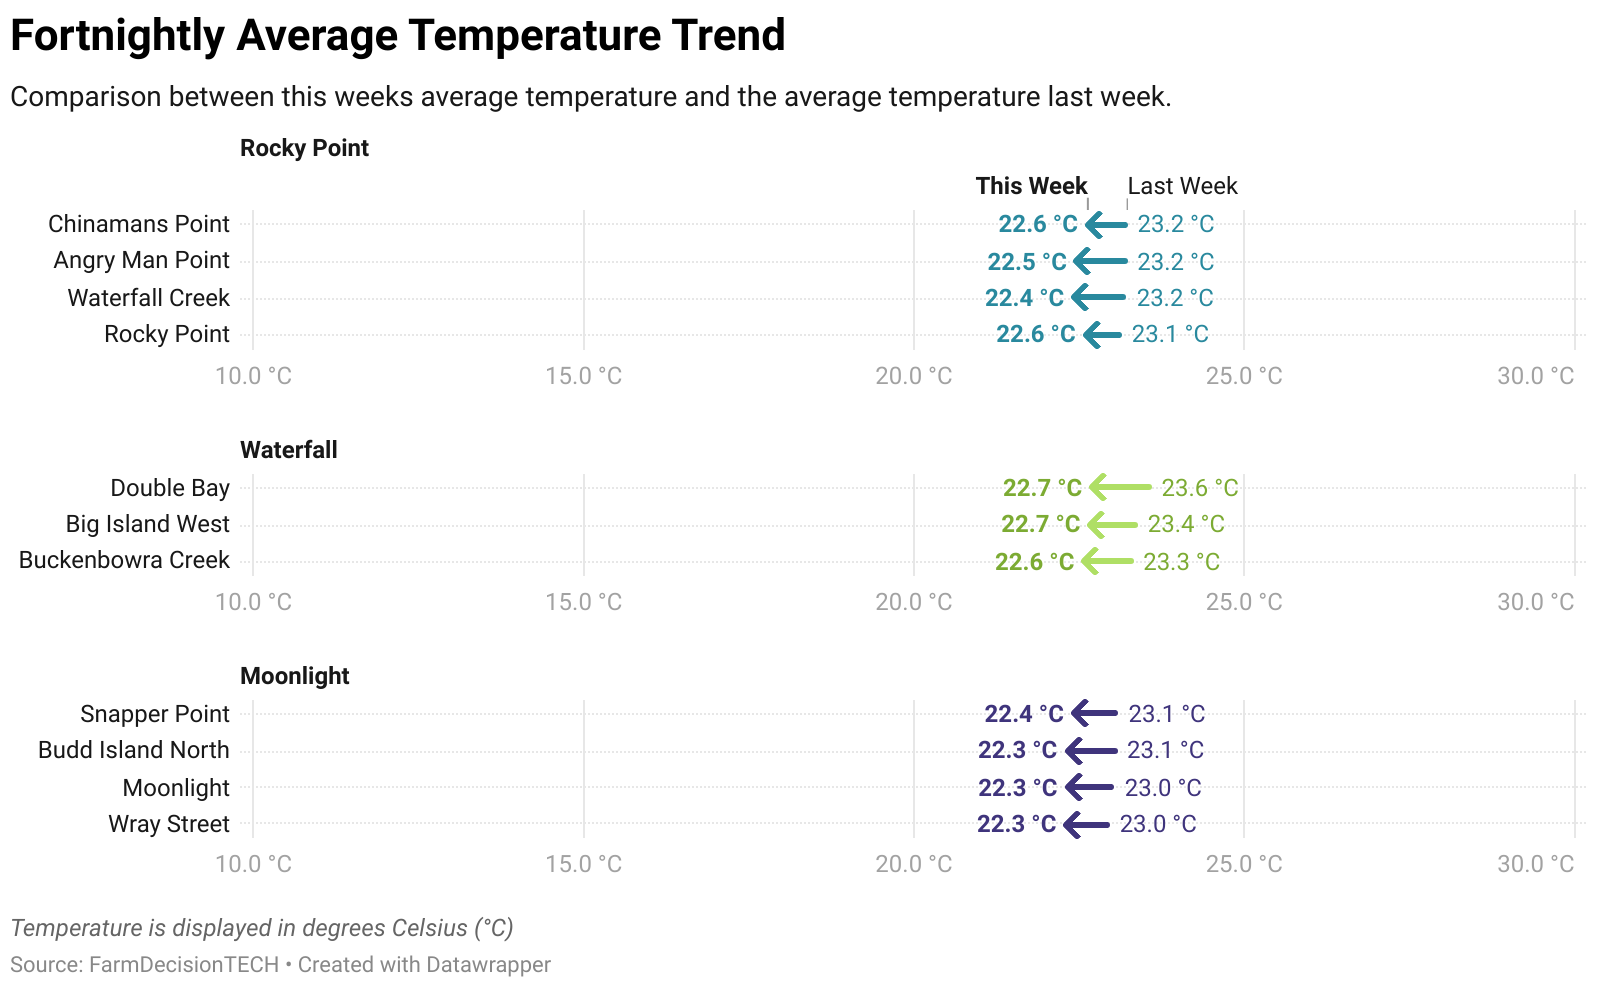 Fortnightly Average Temperature Trend
Comparison between this weeks average temperature and the average temperature last week.
Rocky Point
This Week Last Week
Chinamans Point 22.6 °C 23.2 °C
Angry Man Point 22.5 °C 23.2 °C
Waterfall Creek 22.4 °C 23.2 °C
Rocky Point 22.6 °C 23.1 °C
10.0 °C 15.0 °C 20.0 °C 25.0 °C 30.0 °C
Waterfall
Double Bay 22.7 °C 23.6 °C
Big Island West 22.7 °C 23.4 °C
Buckenbowra Creek 22.6 °C 23.3 °C
10.0 °C 15.0 °C 20.0 °C 25.0 °C 30.0 °C
Moonlight
Snapper Point 22.4 °C 23.1 °C
Budd Island North 22.3 °C 23.1 °C
Moonlight 22.3 °C 23.0 °C
Wray Street 22.3 °C 23.0 °C
10.0 °C 15.0 °C 20.0 °C 25.0 °C 30.0 °C
Temperature is displayed in degrees Celsius (°C)
Source: FarmDecisionTECH • Created with Datawrapper